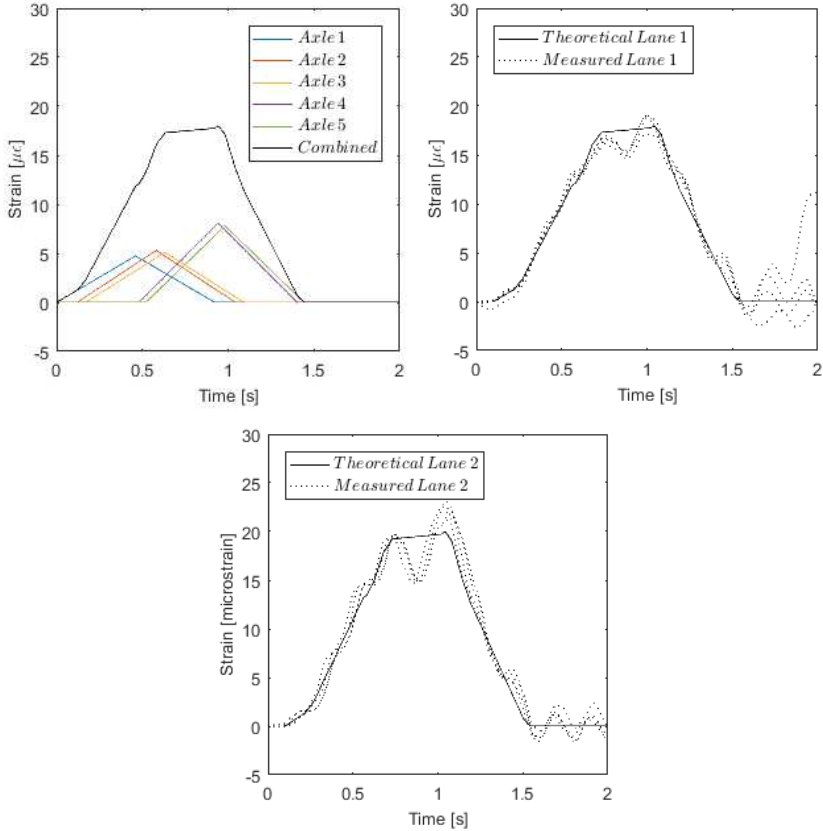 30
25
20
15
10
5
0
-5
Strain [με]
Axle 1
Axle 2
Axle 3
Axle 4
Axle 5
Combined
0 0.5 1 1.5 2
Time [s]
30
25
20
15
10
5
0
-5
Strain [με]
Theoretical Lane 1
Measured Lane 1
0 0.5 1 1.5 2
Time [s]
30
25
20
15
10
5
0
-5
Strain [microstrain]
Theoretical Lane 2
Measured Lane 2
0 0.5 1 1.5 2
Time [s]